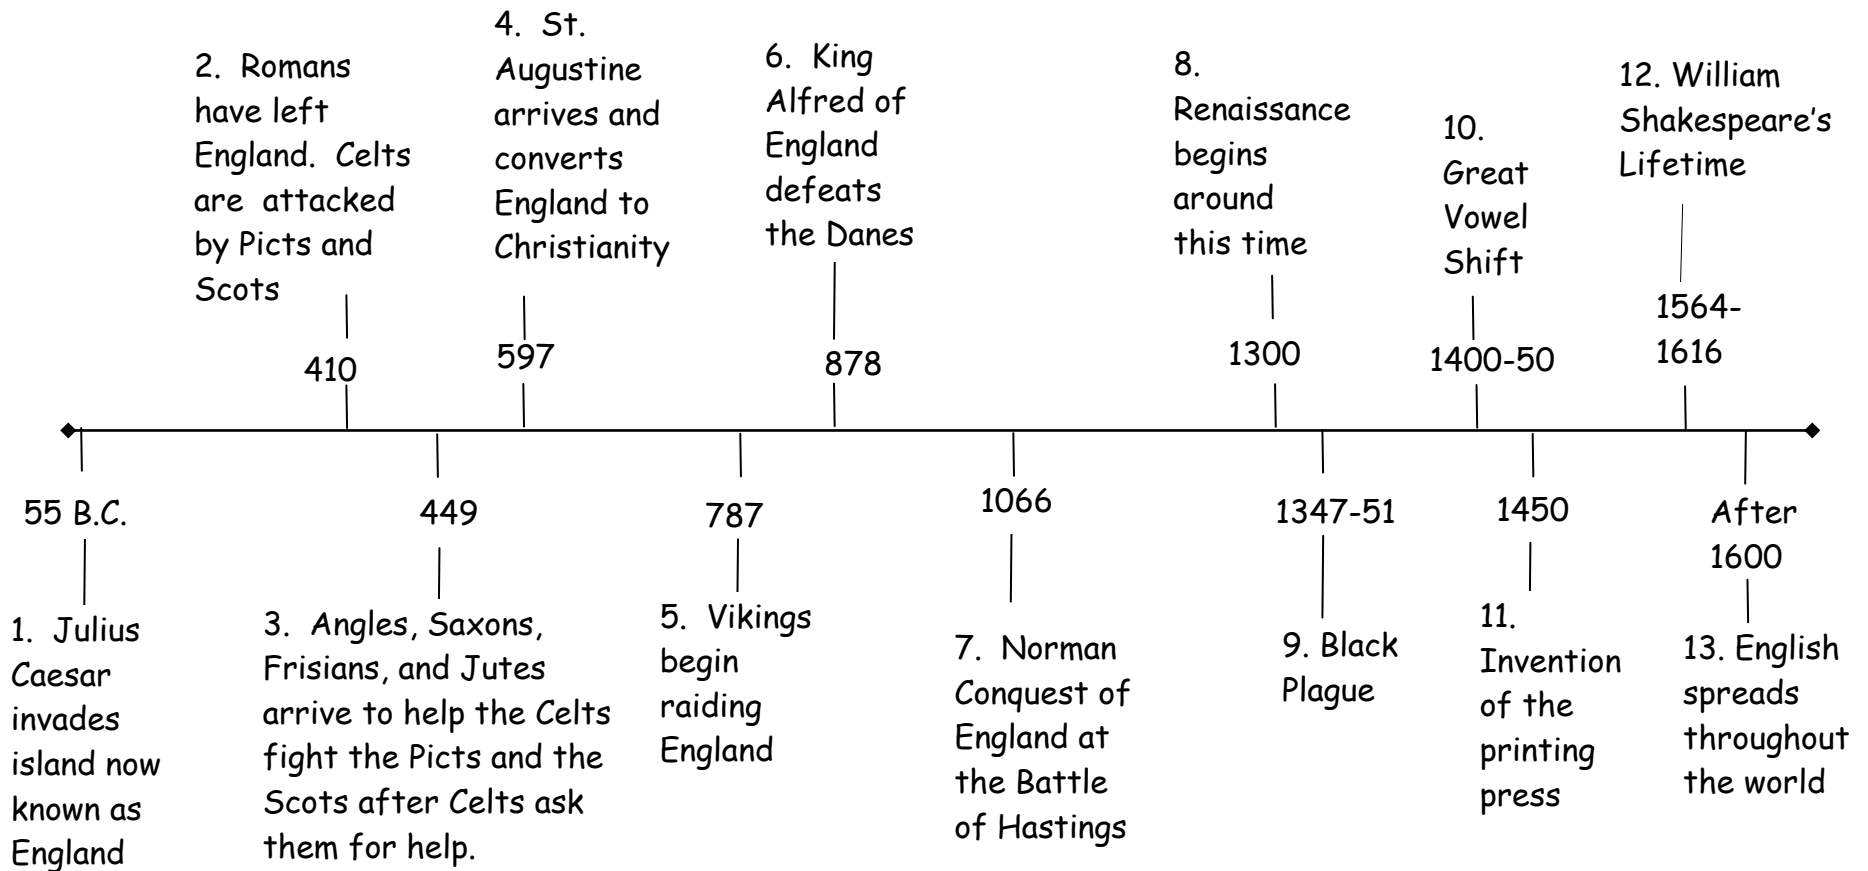 4. St.
Augustine
arrives and
converts
England to
Christianity
597
2. Romans
have left
England. Celts
are attacked
by Picts and
Scots
410
6. King
Alfred of
England
defeats
the Danes
878
8.
Renaissance
begins
around
this time
1300
10.
Great
Vowel
Shift
1400-50
12. William
Shakespeare's
Lifetime
1564-
1616
55 B.C.
1. Julius
Caesar
invades
island now
known as
England
449
3. Angles, Saxons,
Frisians, and Jutes
arrive to help the Celts
fight the Picts and the
Scots after Celts ask
them for help.
787
5. Vikings
begin
raiding
England
1066
7. Norman
Conquest of
England at
the Battle
of Hastings
1347-51
9. Black
Plague
1450
11.
Invention
of the
printing
press
After
1600
13. English
spreads
throughout
the world